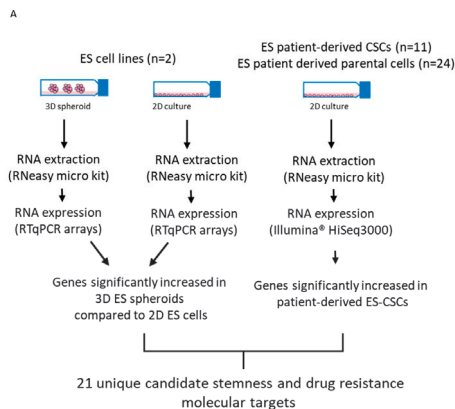 A
ES cell lines (n=2)
ES patient-derived CSCs (n=11)
ES patient derived parental cells (n=24)
3D spheroid
2D culture
2D culture
RNA extraction
(RNeasy micro kit)
RNA extraction
(RNeasy micro kit)
RNA extraction
(RNeasy micro kit)
RNA expression
(RTqPCR arrays)
RNA expression
(RTqPCR arrays)
RNA expression
(Illumina® HiSeq3000)
Genes significantly increased in
3D ES spheroids
compared to 2D ES cells
Genes significantly increased in
patient-derived ES-CSCs
21 unique candidate stemness and drug resistance
molecular targets